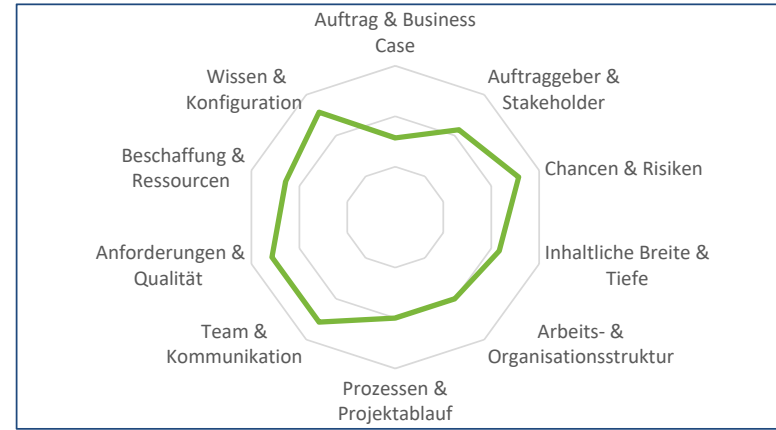 Auftrag & Business
Case
Auftraggeber &
Stakeholder
Chancen & Risiken
Inhaltliche Breite &
Tiefe
Arbeits- &
Organisationsstruktur
Prozessen &
Projektablauf
Team &
Kommunikation
Anforderungen &
Qualität
Beschaffung &
Ressourcen
Wissen &
Konfiguration